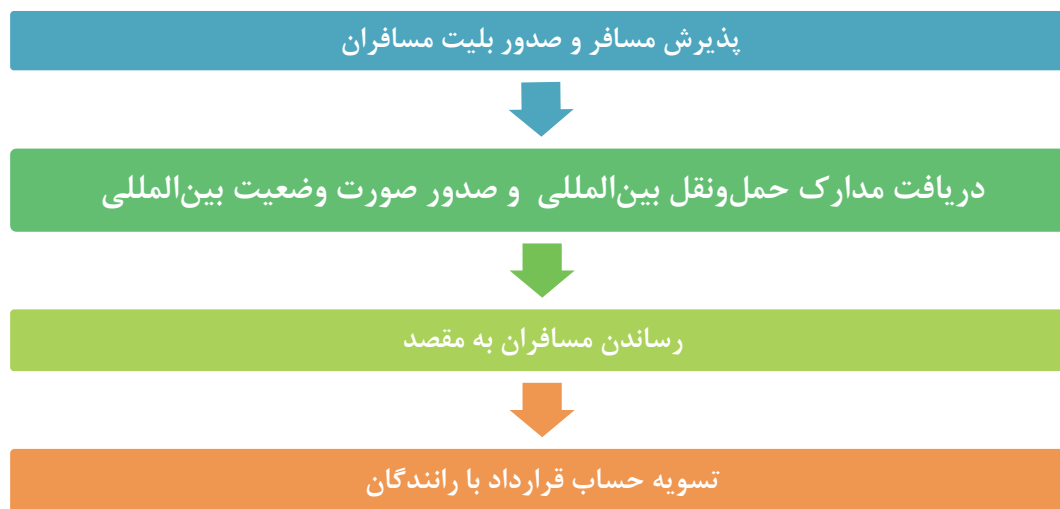 پذیرش مسافر و صدور بلیت مسافران
دریافت مدارک حمل‌ونقل بین‌المللی و صدور صورت وضعیت بین‌المللی
رساندن مسافران به مقصد
تسویه حساب قرارداد با رانندگان